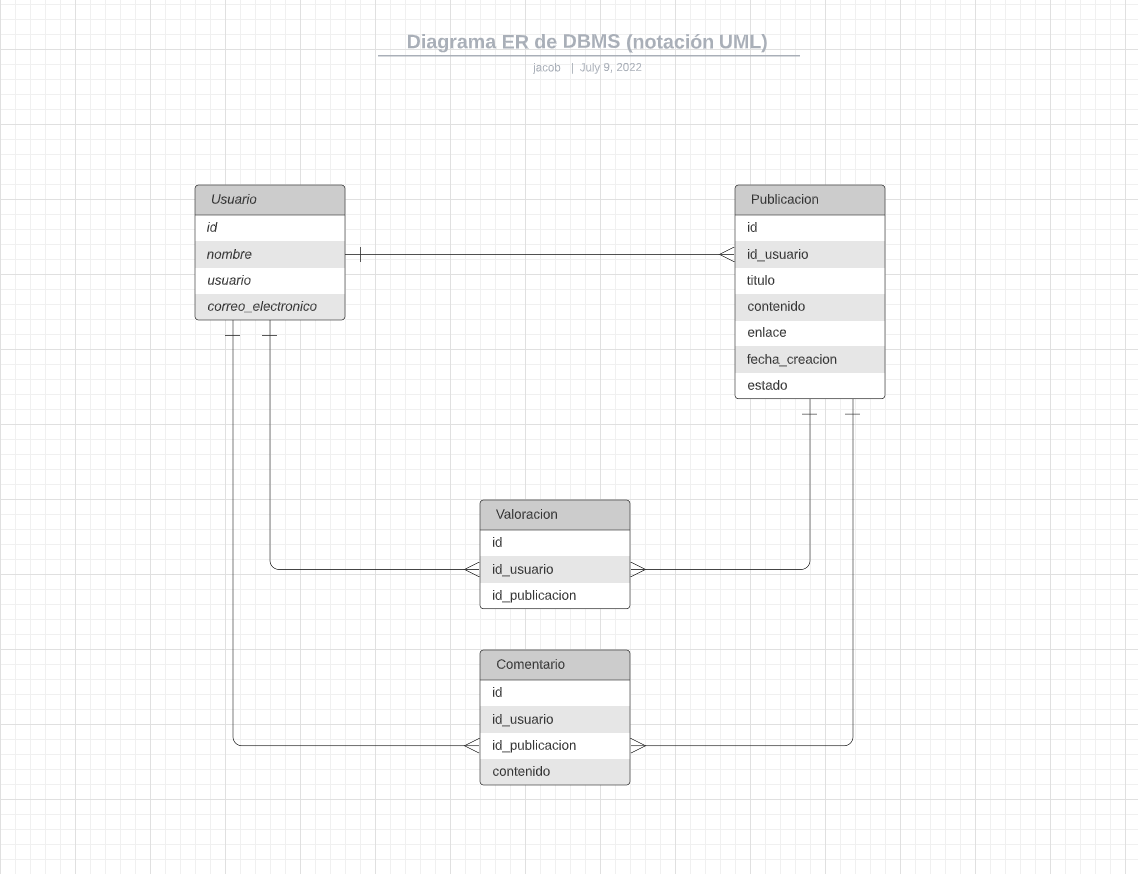 Diagrama ER de DBMS (notación UML)
jacob | July 9, 2022
Usuario
id
nombre
usuario
correo_electronico
Publicacion
id
id_usuario
titulo
contenido
enlace
fecha_creacion
estado
Valoracion
id
id_usuario
id_publicacion
Comentario
id
id_usuario
id_publicacion
contenido